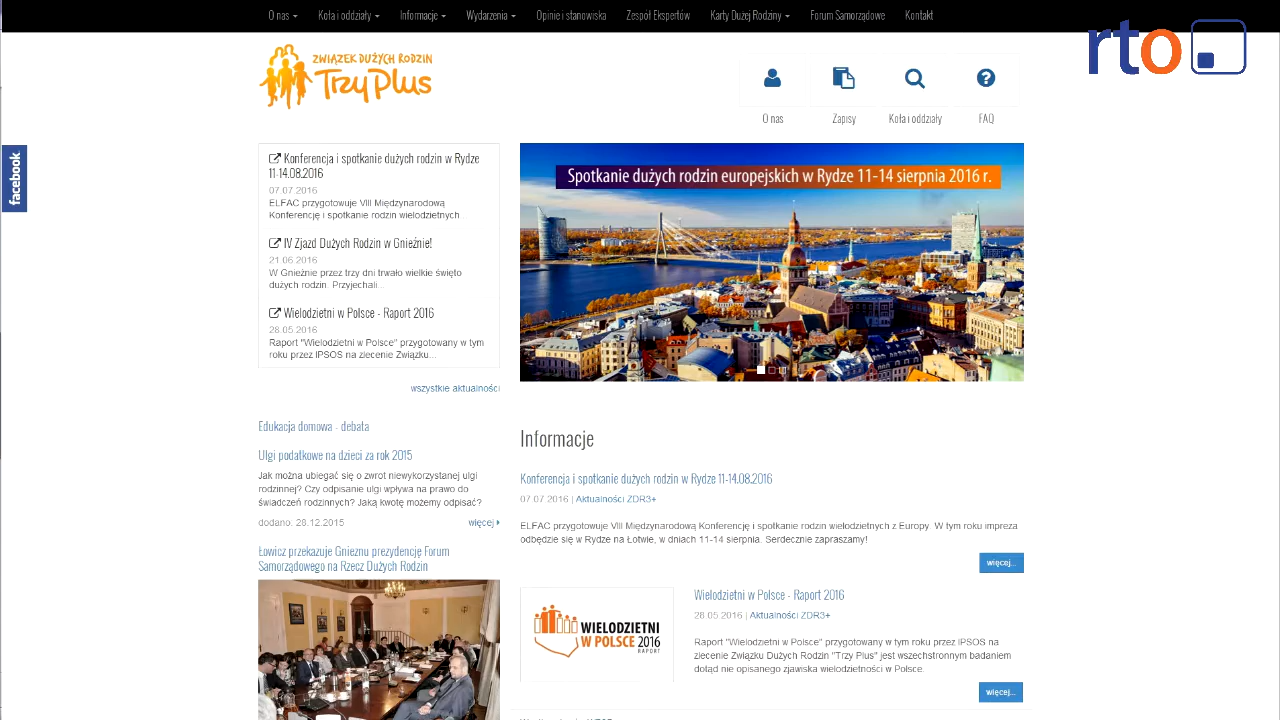 O nas
Koła i oddziały
Informacje
Wydarzenia
Opinie i stanowiska
Zespół Ekspertów
Karty Dużej Rodziny
Forum Samorządowe
Kontakt
rto
ZWIĄZEK DUŻYCH RODZIN
Trzy Plus
O nas
Zapisy
Koła i oddziały
FAQ
facebook
Konferencja i spotkanie dużych rodzin w Rydze
11-14.08.2016
07.07.2016
ELFAC przygotowuje VIII Międzynarodową
Konferencję i spotkanie rodzin wielodzietnych
IV Zjazd Dużych Rodzin w Gnieźnie!
21.06.2016
W Gnieźnie przez trzy dni trwało wielkie święto
dużych rodzin. Przyjechali...
Wielodzietni w Polsce - Raport 2016
28.05.2016
Raport "Wielodzietni w Polsce" przygotowany w tym
roku przez IPSOS na zlecenie Związku...
wszystkie aktualności
Edukacja domowa - debata
Ulgi podatkowe na dzieci za rok 2015
Jak można ubiegać się o zwrot niewykorzystanej ulgi
rodzinnej? Czy odpisanie ulgi wpływa na prawo do
świadczeń rodzinnych? Jaką kwotę możemy odpisać?
dodano: 28.12.2015 więcej
Łowicz przekazuje Gnieznu prezydencję Forum
Samorządowego na Rzecz Dużych Rodzin
Spotkanie dużych rodzin europejskich w Rydze 11-14 sierpnia 2016 r.
Informacje
Konferencja i spotkanie dużych rodzin w Rydze 11-14.08.2016
07.07.2016 | Aktualności ZDR3+
ELFAC przygotowuje VIII Międzynarodową Konferencję i spotkanie rodzin wielodzietnych z Europy. W tym roku impreza
odbędzie się w Rydze na Łotwie, w dniach 11-14 sierpnia. Serdecznie zapraszamy!
więcej...
WIELODZIETNI
W POLSCE 2016
RAPORT
Wielodzietni w Polsce - Raport 2016
28.05.2016 | Aktualności ZDR3+
Raport "Wielodzietni w Polsce" przygotowany w tym roku przez IPSOS na
zlecenie Związku Dużych Rodzin "Trzy Plus" jest wszechstronnym badaniem
dotąd nie opisanego zjawiska wielodzietności w Polsce.
więcej...